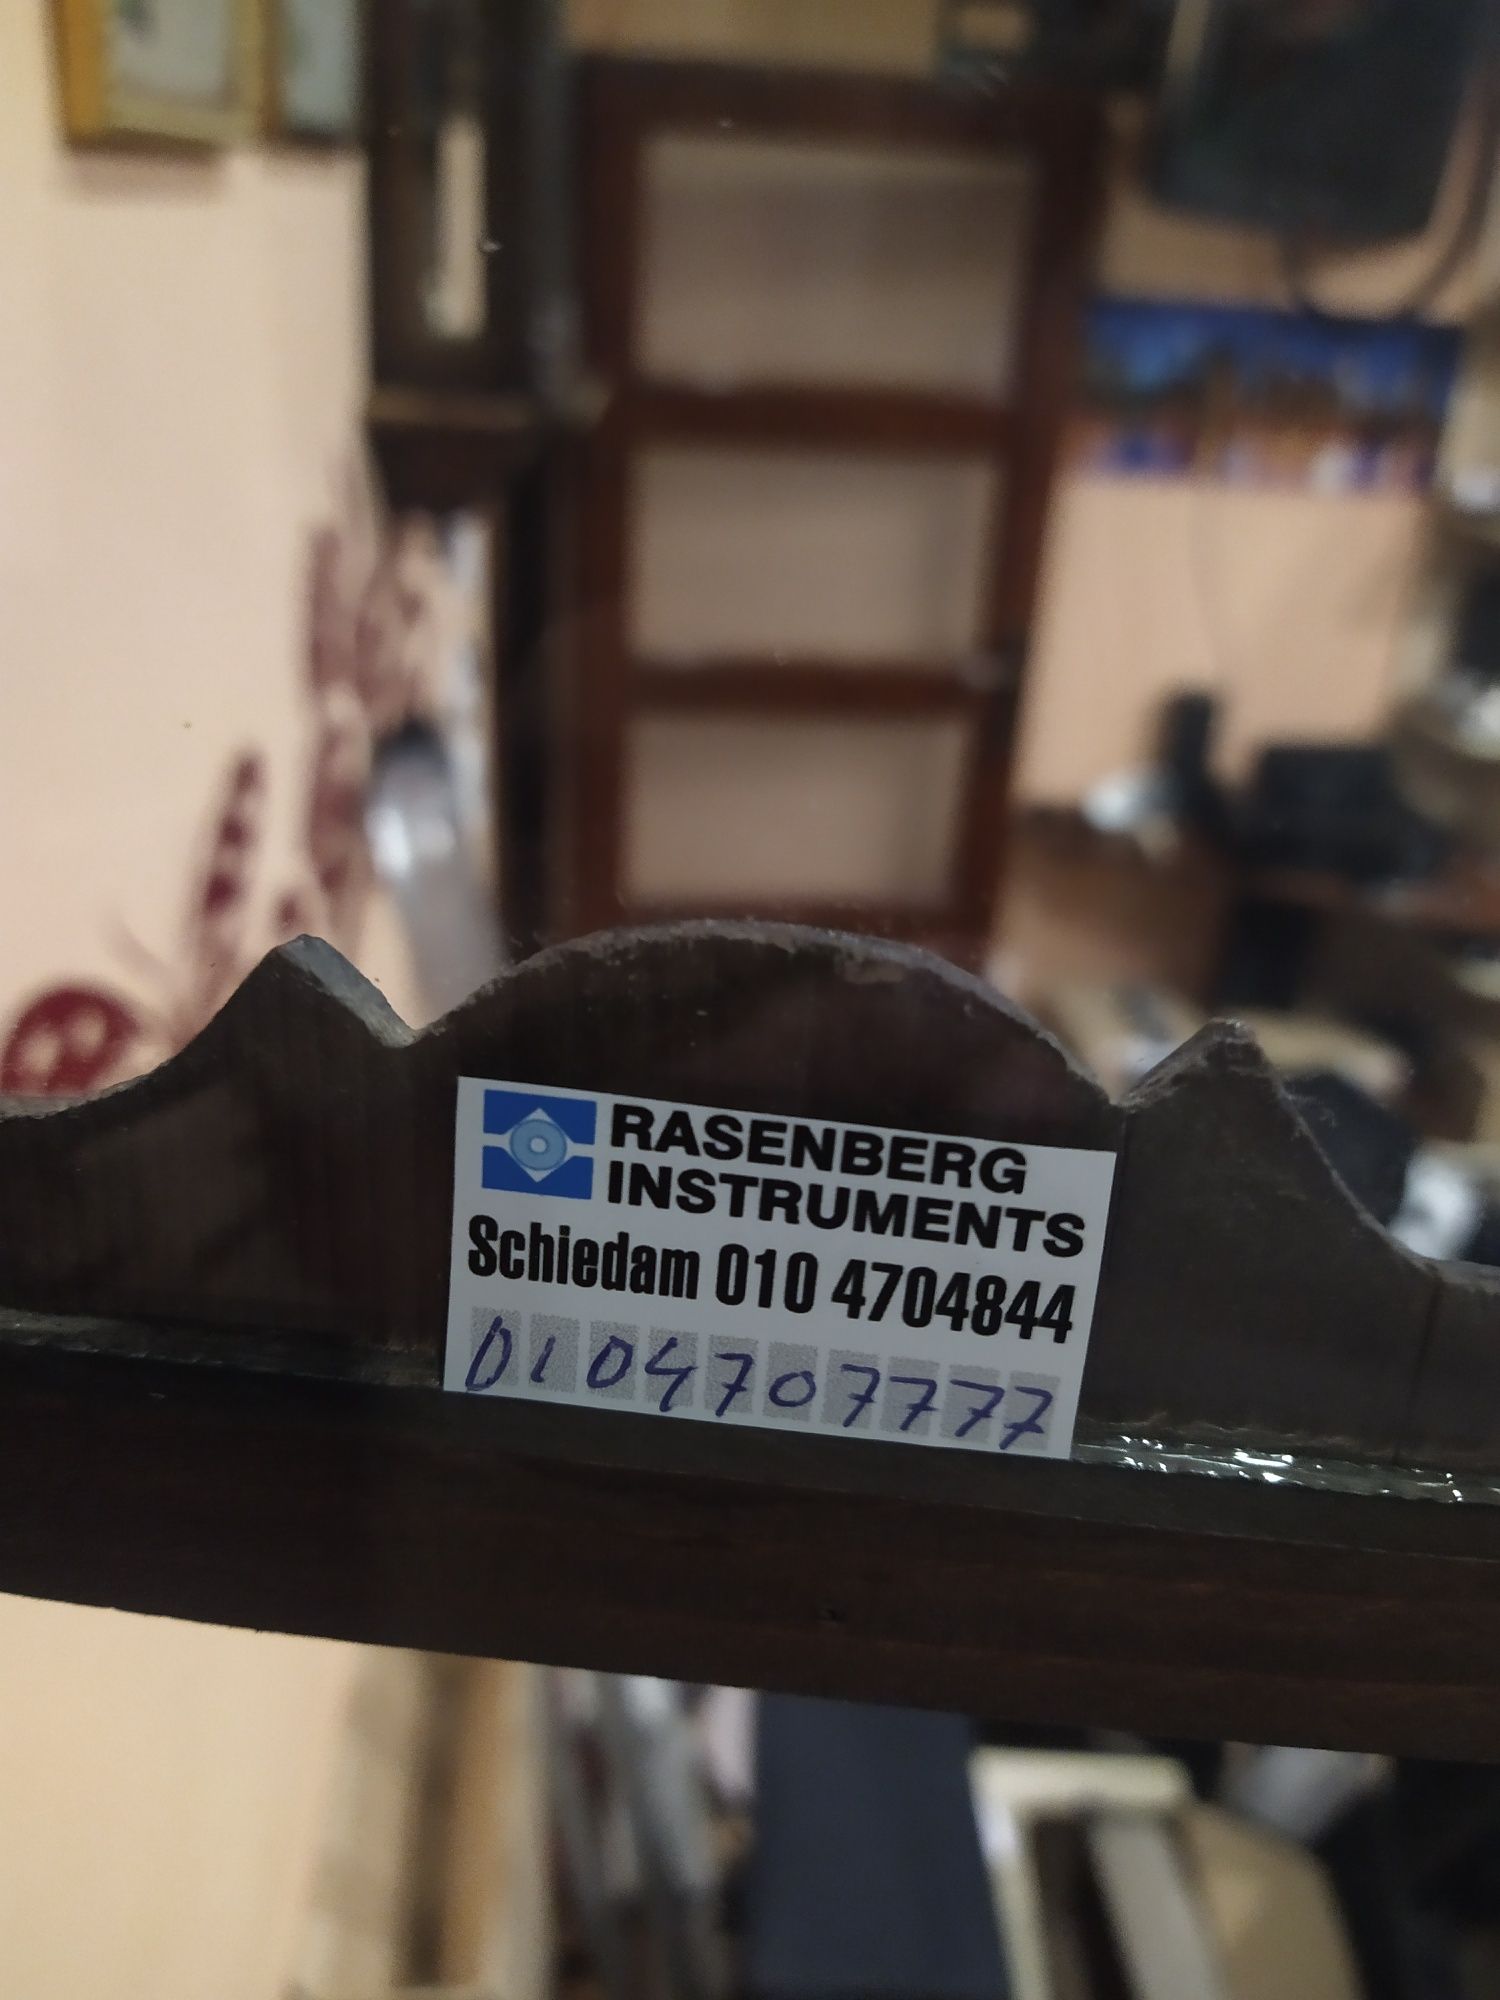 RASENBERG
INSTRUMENTS
Schiedam 010 4704844
0104707777